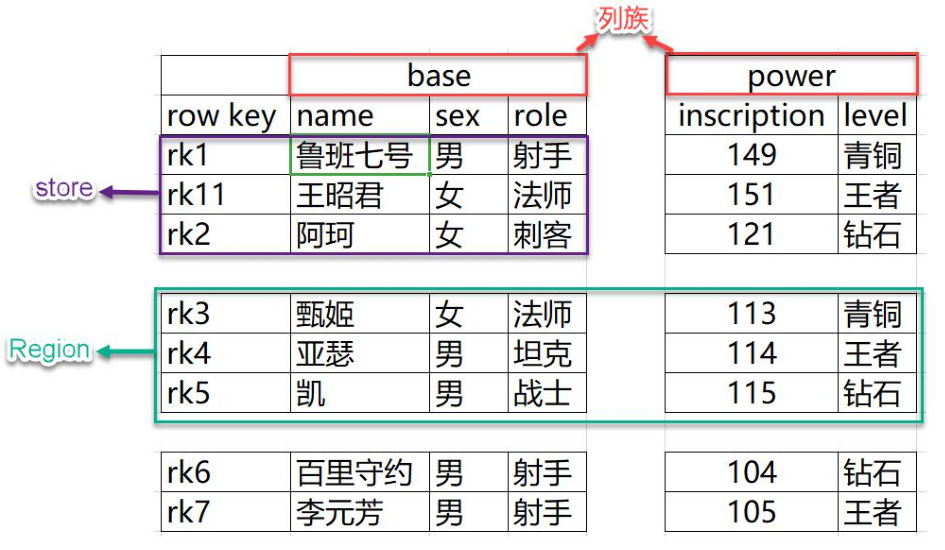 列族
base power
row key name sex role inscription level
rk1 鲁班七号 男 射手 149 青铜
store rk11 王昭君 女 法师 151 王者
rk2 阿珂 女 刺客 121 钻石
rk3 甄姬 女 法师 113 青铜
Region rk4 亚瑟 男 坦克 114 王者
rk5 凯 男 战士 115 钻石
rk6 百里守约 男 射手 104 钻石
rk7 李元芳 男 射手 105 王者